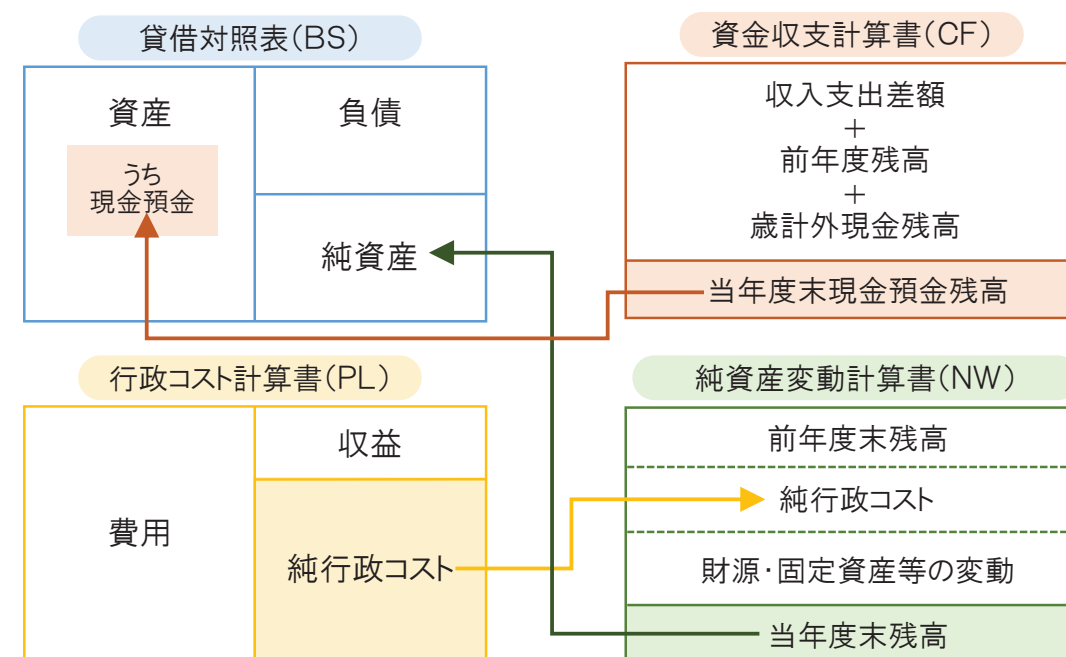 貸借対照表(BS)
資産
うち
現金預金
負債
純資産
資金収支計算書(CF)
収入支出差額
+
前年度残高
+
歳計外現金残高
当年度末現金預金残高
行政コスト計算書(PL)
費用
収益
純行政コスト
純資産変動計算書(NW)
前年度末残高
純行政コスト
財源・固定資産等の変動
当年度末残高